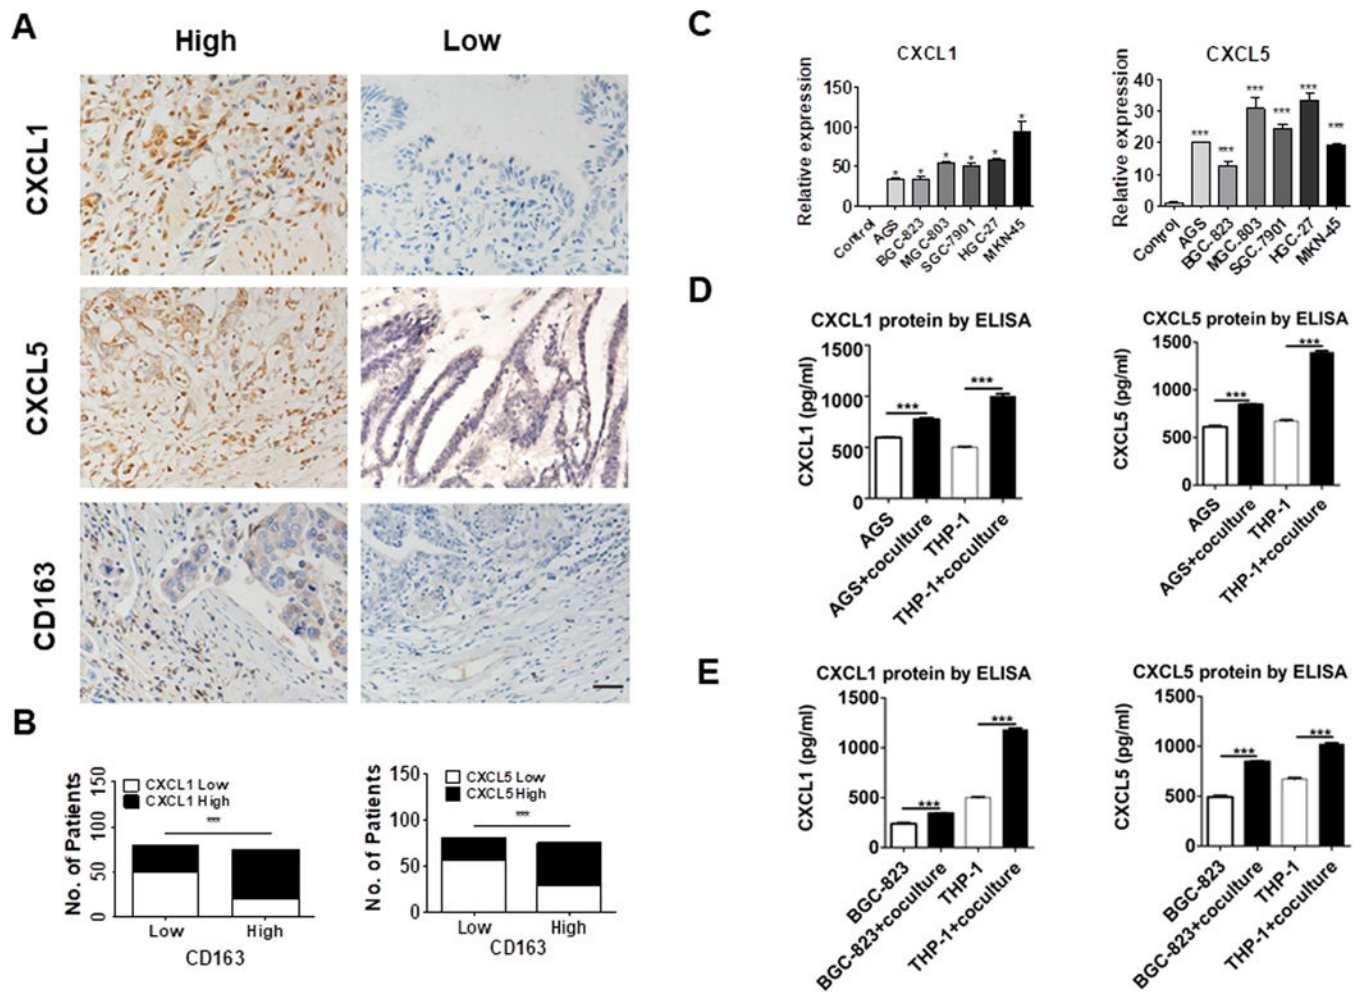 A
High
Low
CXCL1
CXCL5
CD163
B
No. of Patients
150
100
50
0
CXCL1 Low
CXCL1 High
***
Low
High
CD163
No. of Patients
150
100
50
0
CXCL5 Low
CXCL5 High
***
Low
High
CD163
C
CXCL1
Relative expression
150
100
50
0
*
*
*
*
*
*
Control
AGS
BGC-823
MGC-803
SGC-7901
HGC-27
MKN-45
CXCL5
Relative expression
40
30
20
10
0
***
***
***
***
***
***
Control
AGS
BGC-823
MGC-803
SGC-7901
HGC-27
MKN-45
D
CXCL1 protein by ELISA
CXCL1 (pg/ml)
1500
1000
500
0
***
***
AGS
AGS+coculture
THP-1
THP-1+coculture
CXCL5 protein by ELISA
CXCL5 (pg/ml)
1500
1000
500
0
***
***
AGS
AGS+coculture
THP-1
THP-1+coculture
E
CXCL1 protein by ELISA
CXCL1 (pg/ml)
1500
1000
500
0
***
***
BGC-823
BGC-823+coculture
THP-1
THP-1+coculture
CXCL5 protein by ELISA
CXCL5 (pg/ml)
1500
1000
500
0
***
***
BGC-823
BGC-823+coculture
THP-1
THP-1+coculture